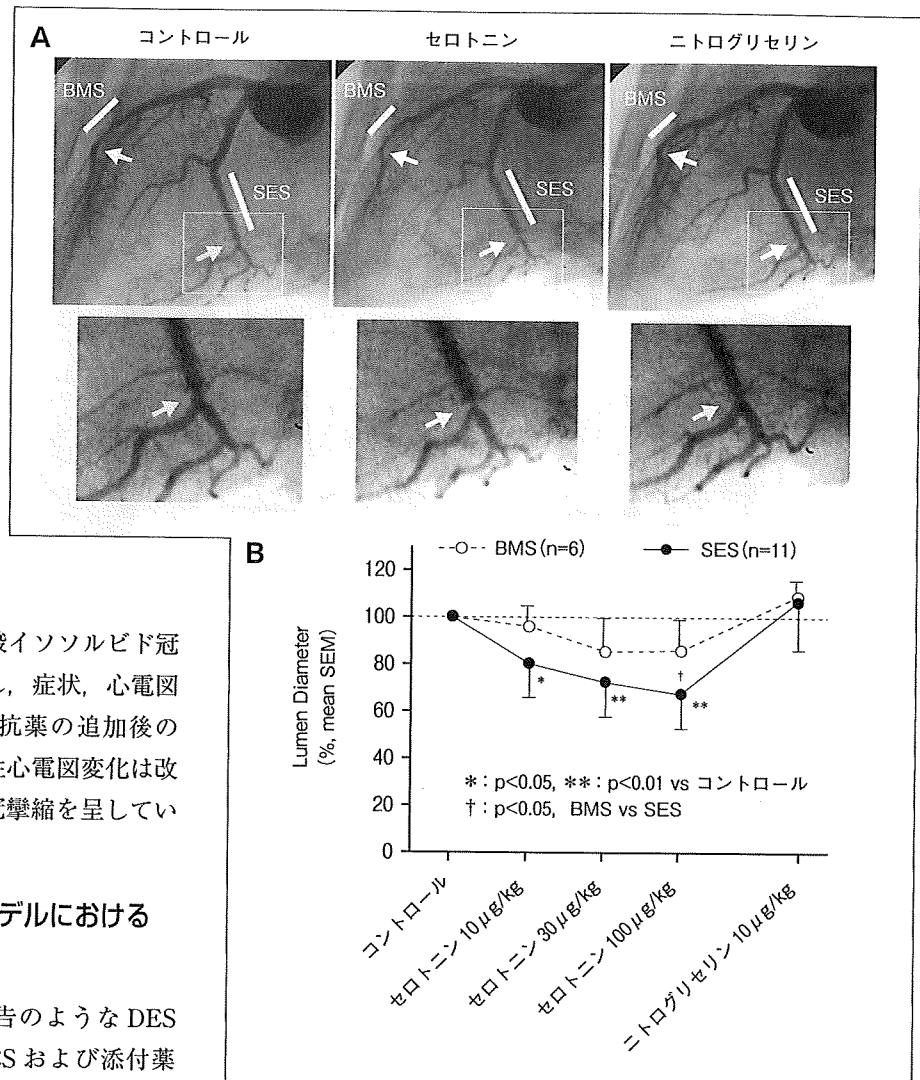 A
コントロール
セロトニン
ニトログリセリン
BMS
BMS
BMS
SES
SES
SES
B
BMS(n=6)
SES(n=11)
Lumen Diameter
(%, mean SEM)
120
100
80
60
40
20
0
*
**
†
**
*:p<0.05, **:p<0.01 vs コントロール
†:p<0.05, BMS vs SES
コントロール
セロトニン 10μg/kg
セロトニン 30μg/kg
セロトニン 100μg/kg
ニトログリセリン 10μg/kg
酸イソソルビド冠
,症状,心電図
抗薬の追加後の
心電図変化は改
攣縮を呈してい
デルにおける
告のような DES
および添付薬